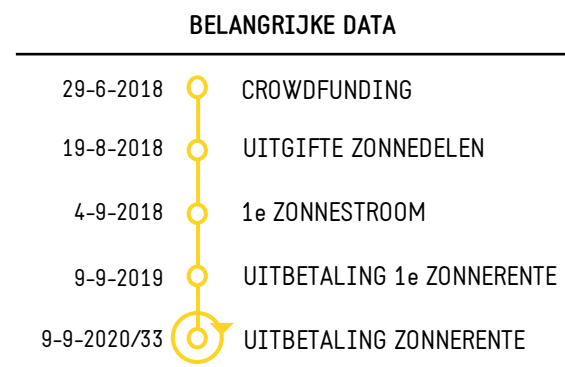 BELANGRIJKE DATA
29-6-2018 CROWDFUNDING
19-8-2018 UITGIFTE ZONNEDELEN
4-9-2018 1e ZONNESTROOM
9-9-2019 UITBETALING 1e ZONNERENTE
9-9-2020/33 UITBETALING ZONNERENTE